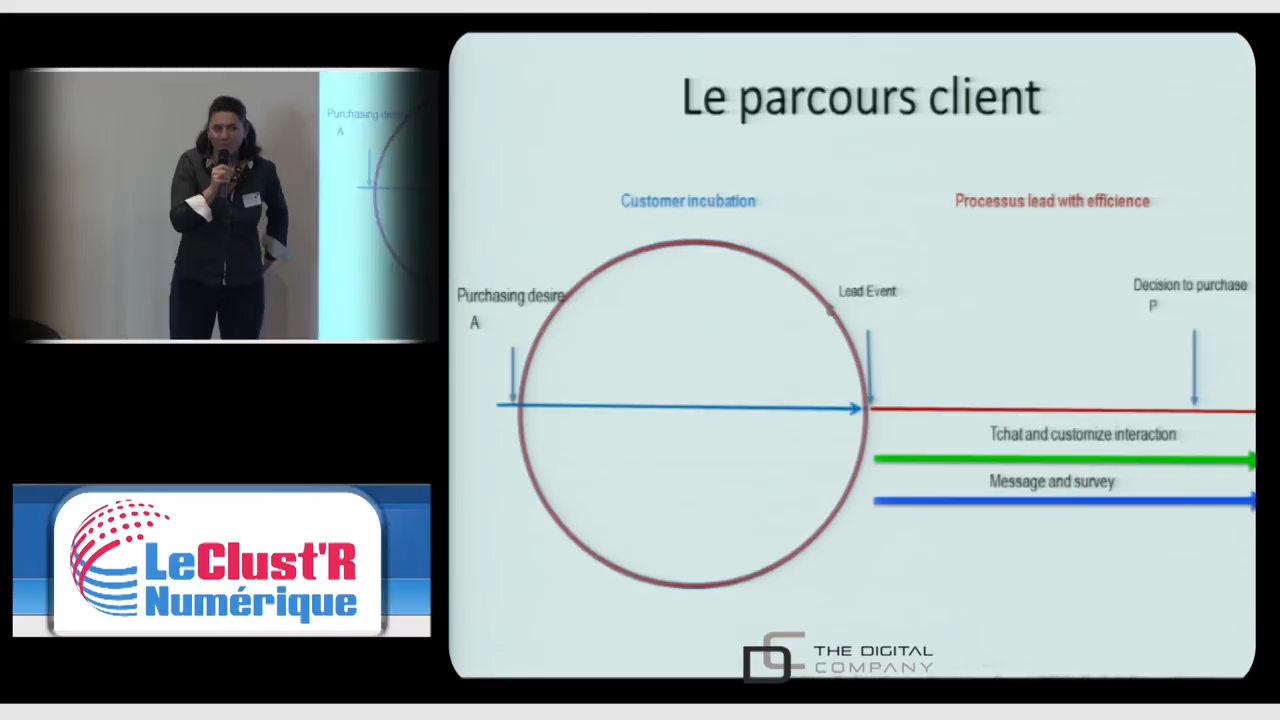 Le parcours client
Customer incubation
Processus lead with efficience
Purchasing desire
A
Lead Event
C
Decision to purchase
P
Tchat and customize interaction
Message and survey
THE DIGITAL
COMPANY
Purchasing
A
LeClust'R
Numérique